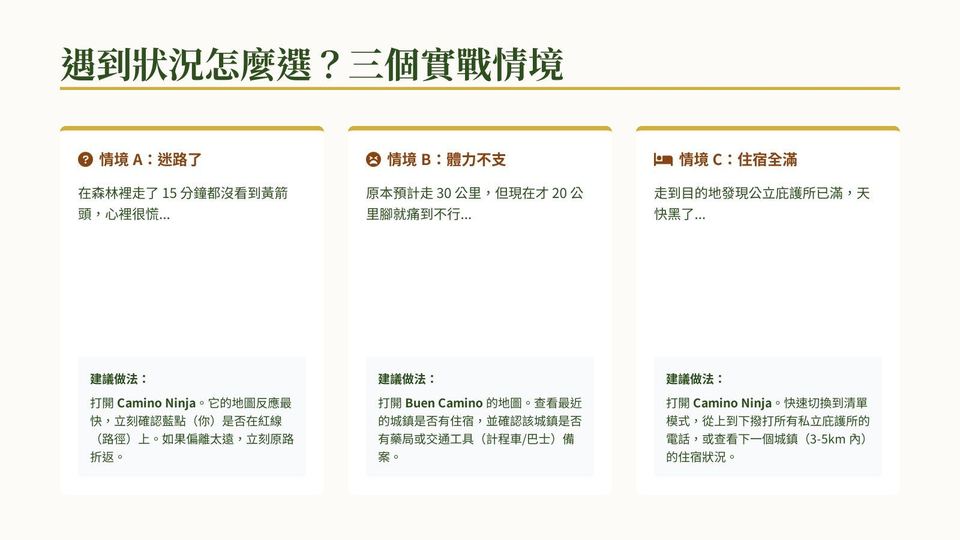 遇到狀況怎麼選？三個實戰情境
情境 A：迷路了
在森林裡走了 15 分鐘都沒看到黃箭
頭，心裡很慌...
建議做法：
打開 Camino Ninja。它的地圖反應最
快，立刻確認藍點（你）是否在紅線
（路徑）上。如果偏離太遠，立刻原路
折返。
情境 B：體力不支
原本預計走 30 公里，但現在才 20 公
里腳就痛到不行...
建議做法：
打開 Buen Camino 的地圖。查看最近
的城鎮是否有住宿，並確認該城鎮是否
有藥局或交通工具（計程車/巴士）備
案。
情境 C：住宿全滿
走到目的地發現公立庇護所已滿，天
快黑了...
建議做法：
打開 Camino Ninja。快速切換到清單
模式，從上到下撥打所有私立庇護所的
電話，或查看下一個城鎮（3-5km 內）
的住宿狀況。